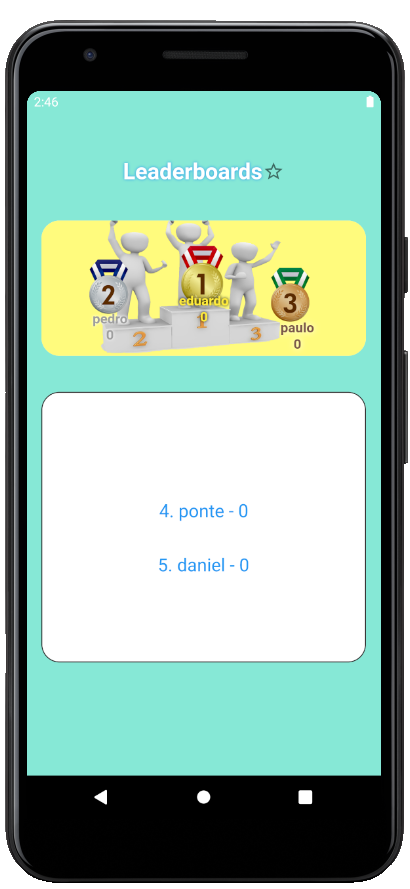 2:46
Leaderboards
2
1
3
eduardo
0
pedro
0
paulo
0
2
1
3
4. ponte - 0
5. daniel - 0